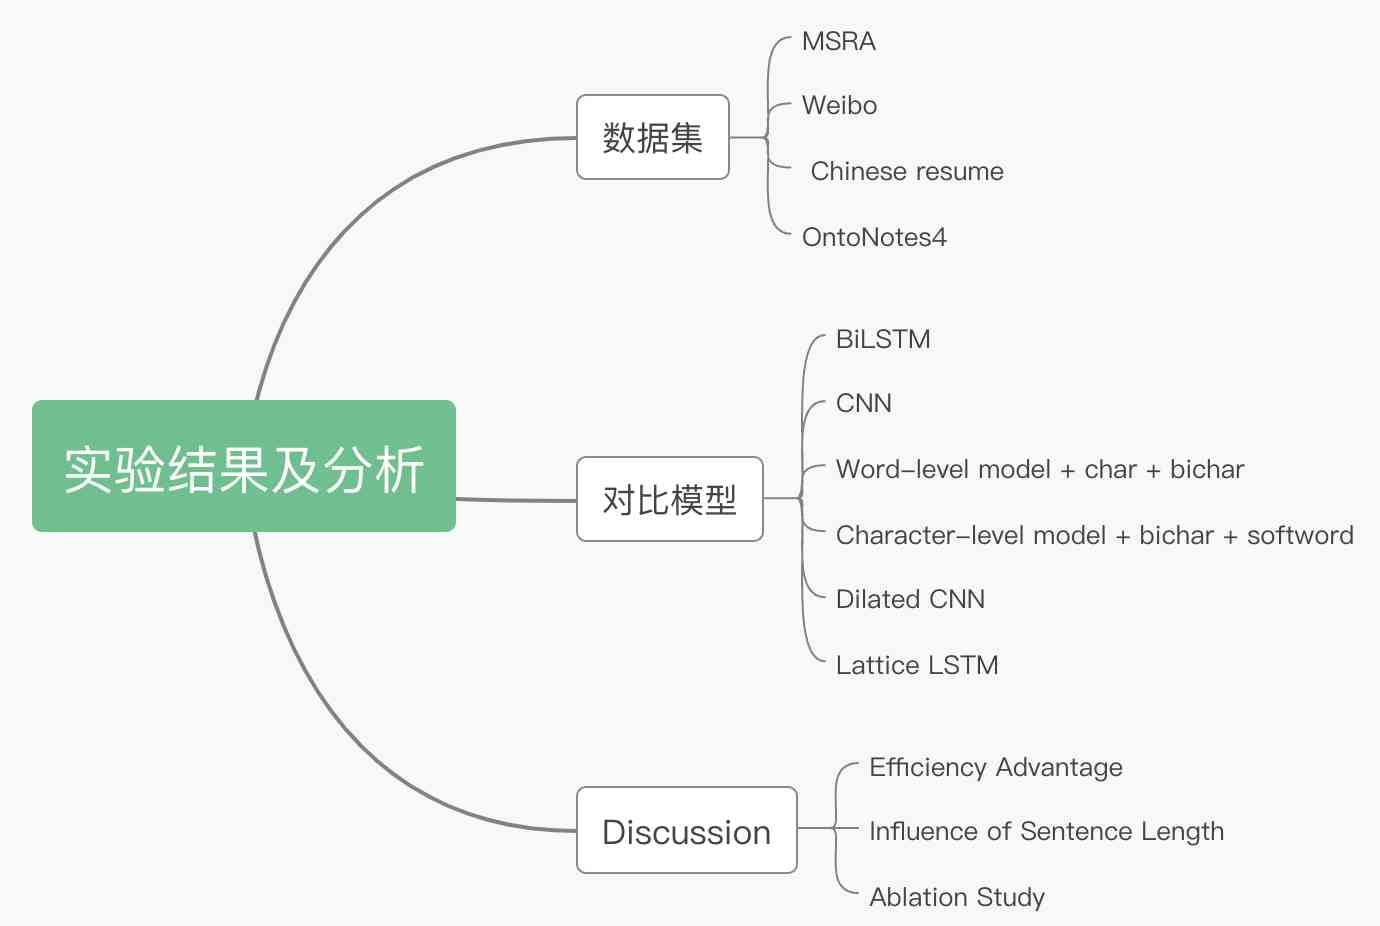 实验结果及分析
数据集
MSRA
Weibo
Chinese resume
OntoNotes4
对比模型
BiLSTM
CNN
Word-level model + char + bichar
Character-level model + bichar + softword
Dilated CNN
Lattice LSTM
Discussion
Efficiency Advantage
Influence of Sentence Length
Ablation Study